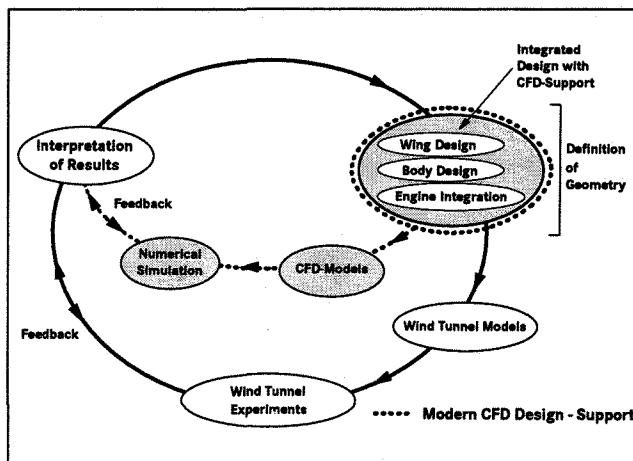 Integrated
Design with
CFD-Support
Wing Design
Body Design
Engine Integration
Definition
of
Geometry
Interpretation
of Results
Feedback
Numerical
Simulation
CFD-Models
Wind Tunnel Models
Feedback
Wind Tunnel
Experiments
Modern CFD Design - Support